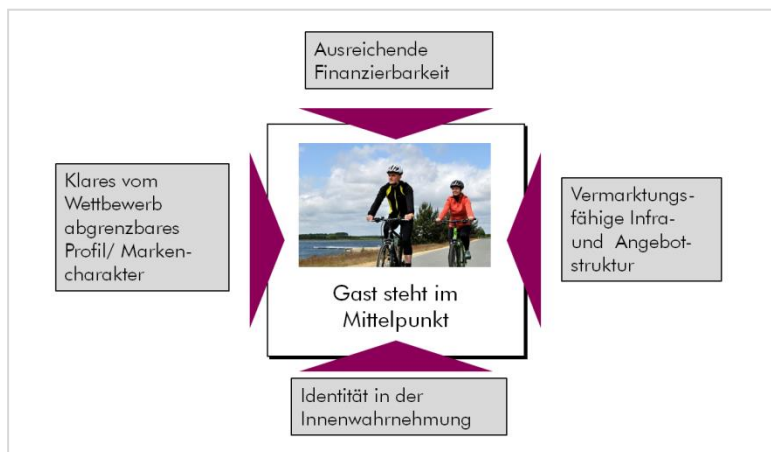 Ausreichende
Finanzierbarkeit
Klares vom
Wettbewerb
abgrenzbares
Profil/ Marken-
charakter
Vermarktungs-
fähige Infra-
und Angebot-
struktur
Gast steht im
Mittelpunkt
Identität in der
Innenwahrnehmung